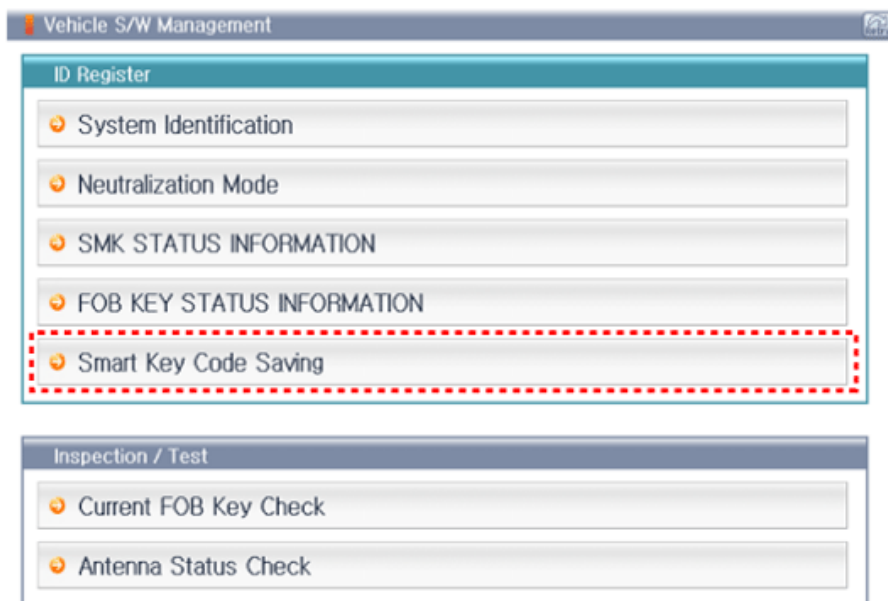 Vehicle S/W Management
ID Register
System Identification
Neutralization Mode
SMK STATUS INFORMATION
FOB KEY STATUS INFORMATION
Smart Key Code Saving
Inspection / Test
Current FOB Key Check
Antenna Status Check